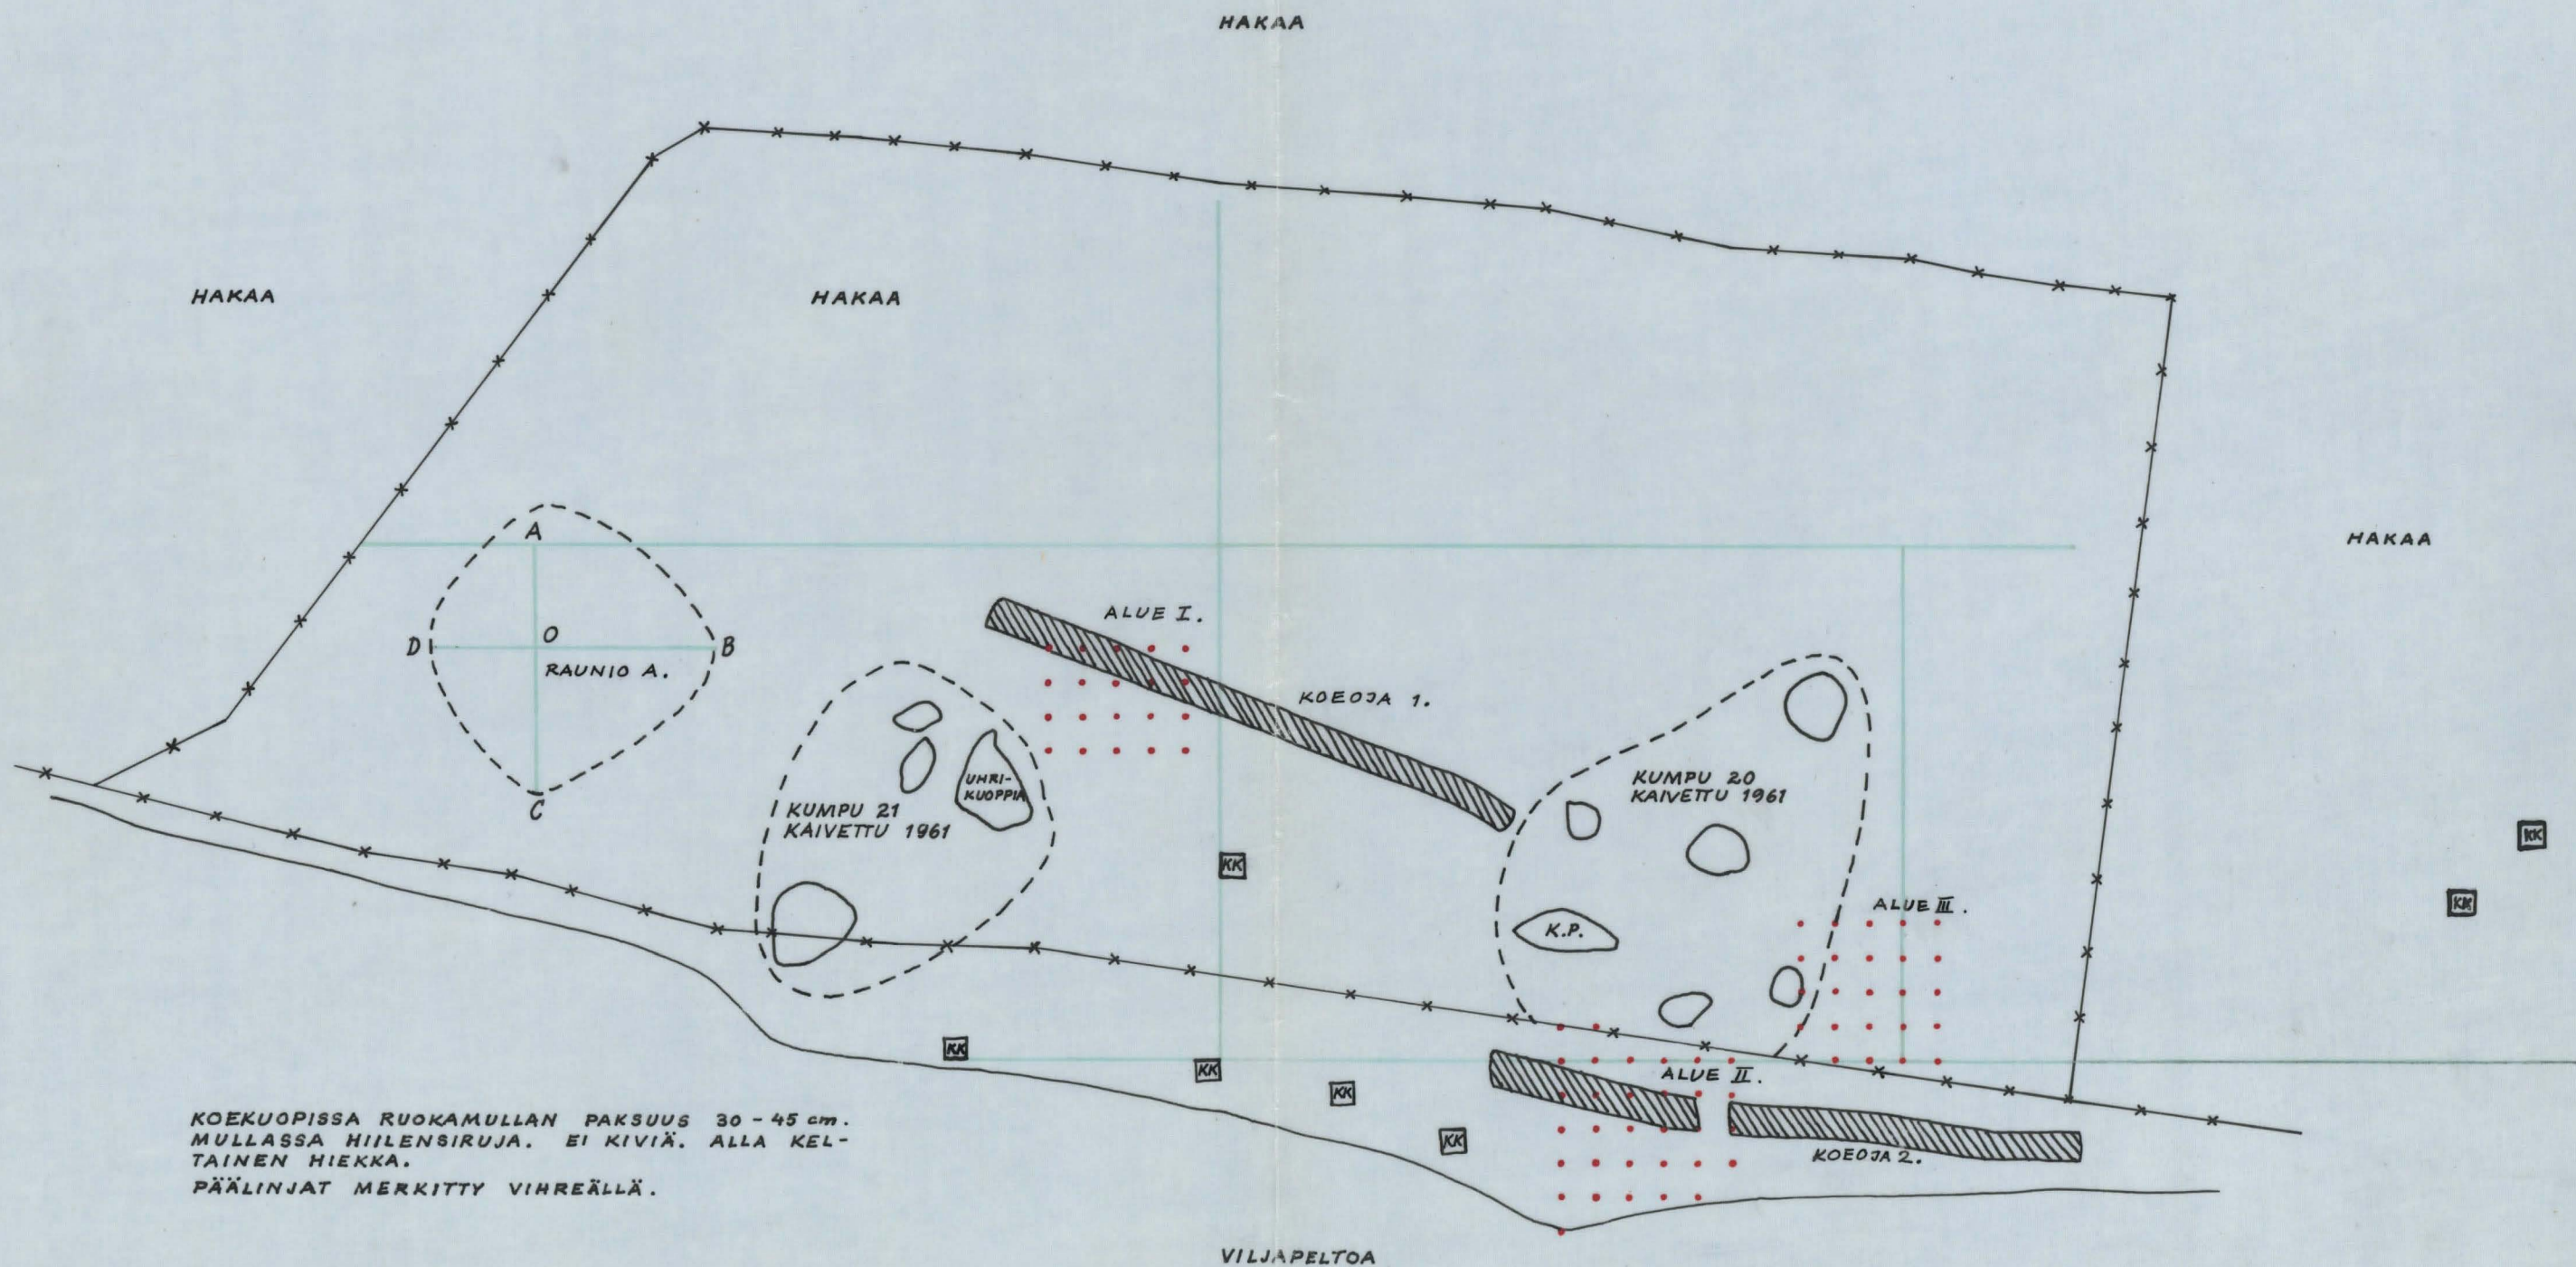 HAKAA
HAKAA
HAKAA
HAKAA
A
D
O
B
RAUNIO A.
C
ALUE I.
KOEOJA 1.
UHRI-
KUOPPIA
KUMPU 21
KAIVETTU 1961
KUMPU 20
KAIVETTU 1961
KK
KK
KK
K.P.
ALUE III.
KK
KK
KK
KK
ALUE II.
KK
KOEOJA 2.
KOEKUOPISSA RUOKAMULLAN PAKSUUS 30-45 cm.
MULLASSA HIILENSIRUJA. EI KIVIÄ. ALLA KEL-
TAINEN HIEKKA.
PÄÄLINJAT MERKITTY VIHREÄLLÄ.
VILJAPELTOA